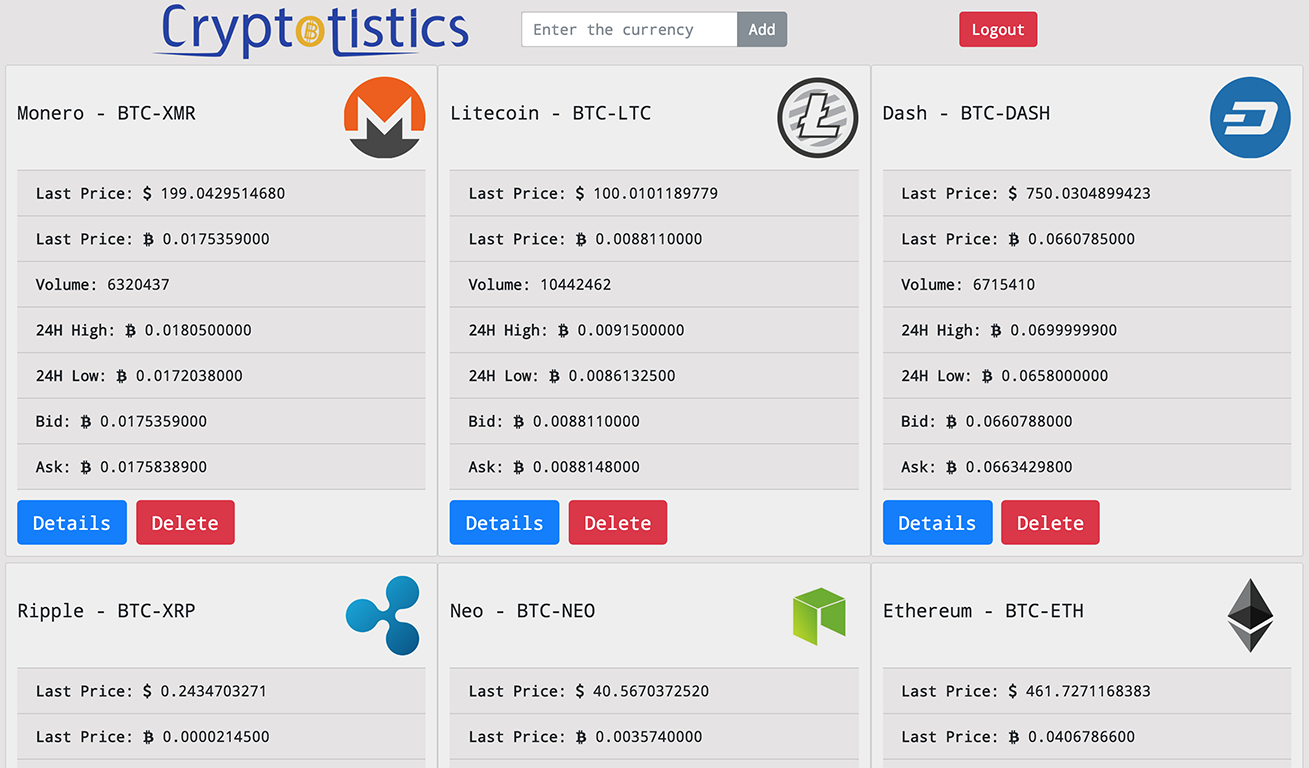 Cryptotistics
Enter the currency
Add
Logout
Monero - BTC-XMR
Last Price: $ 199.0429514680
Last Price: ₿ 0.0175359000
Volume: 6320437
24H High: ₿ 0.0180500000
24H Low: ₿ 0.0172038000
Bid: ₿ 0.0175359000
Ask: ₿ 0.0175838900
Details Delete
Litecoin - BTC-LTC
Last Price: $ 100.0101189779
Last Price: ₿ 0.0088110000
Volume: 10442462
24H High: ₿ 0.0091500000
24H Low: ₿ 0.0086132500
Bid: ₿ 0.0088110000
Ask: ₿ 0.0088148000
Details Delete
Dash - BTC-DASH
Last Price: $ 750.0304899423
Last Price: ₿ 0.0660785000
Volume: 6715410
24H High: ₿ 0.0699999900
24H Low: ₿ 0.0658000000
Bid: ₿ 0.0660788000
Ask: ₿ 0.0663429800
Details Delete
Ripple - BTC-XRP
Last Price: $ 0.2434703271
Last Price: ₿ 0.0000214500
Neo - BTC-NEO
Last Price: $ 40.5670372520
Last Price: ₿ 0.0035740000
Ethereum - BTC-ETH
Last Price: $ 461.7271168383
Last Price: ₿ 0.0406786600